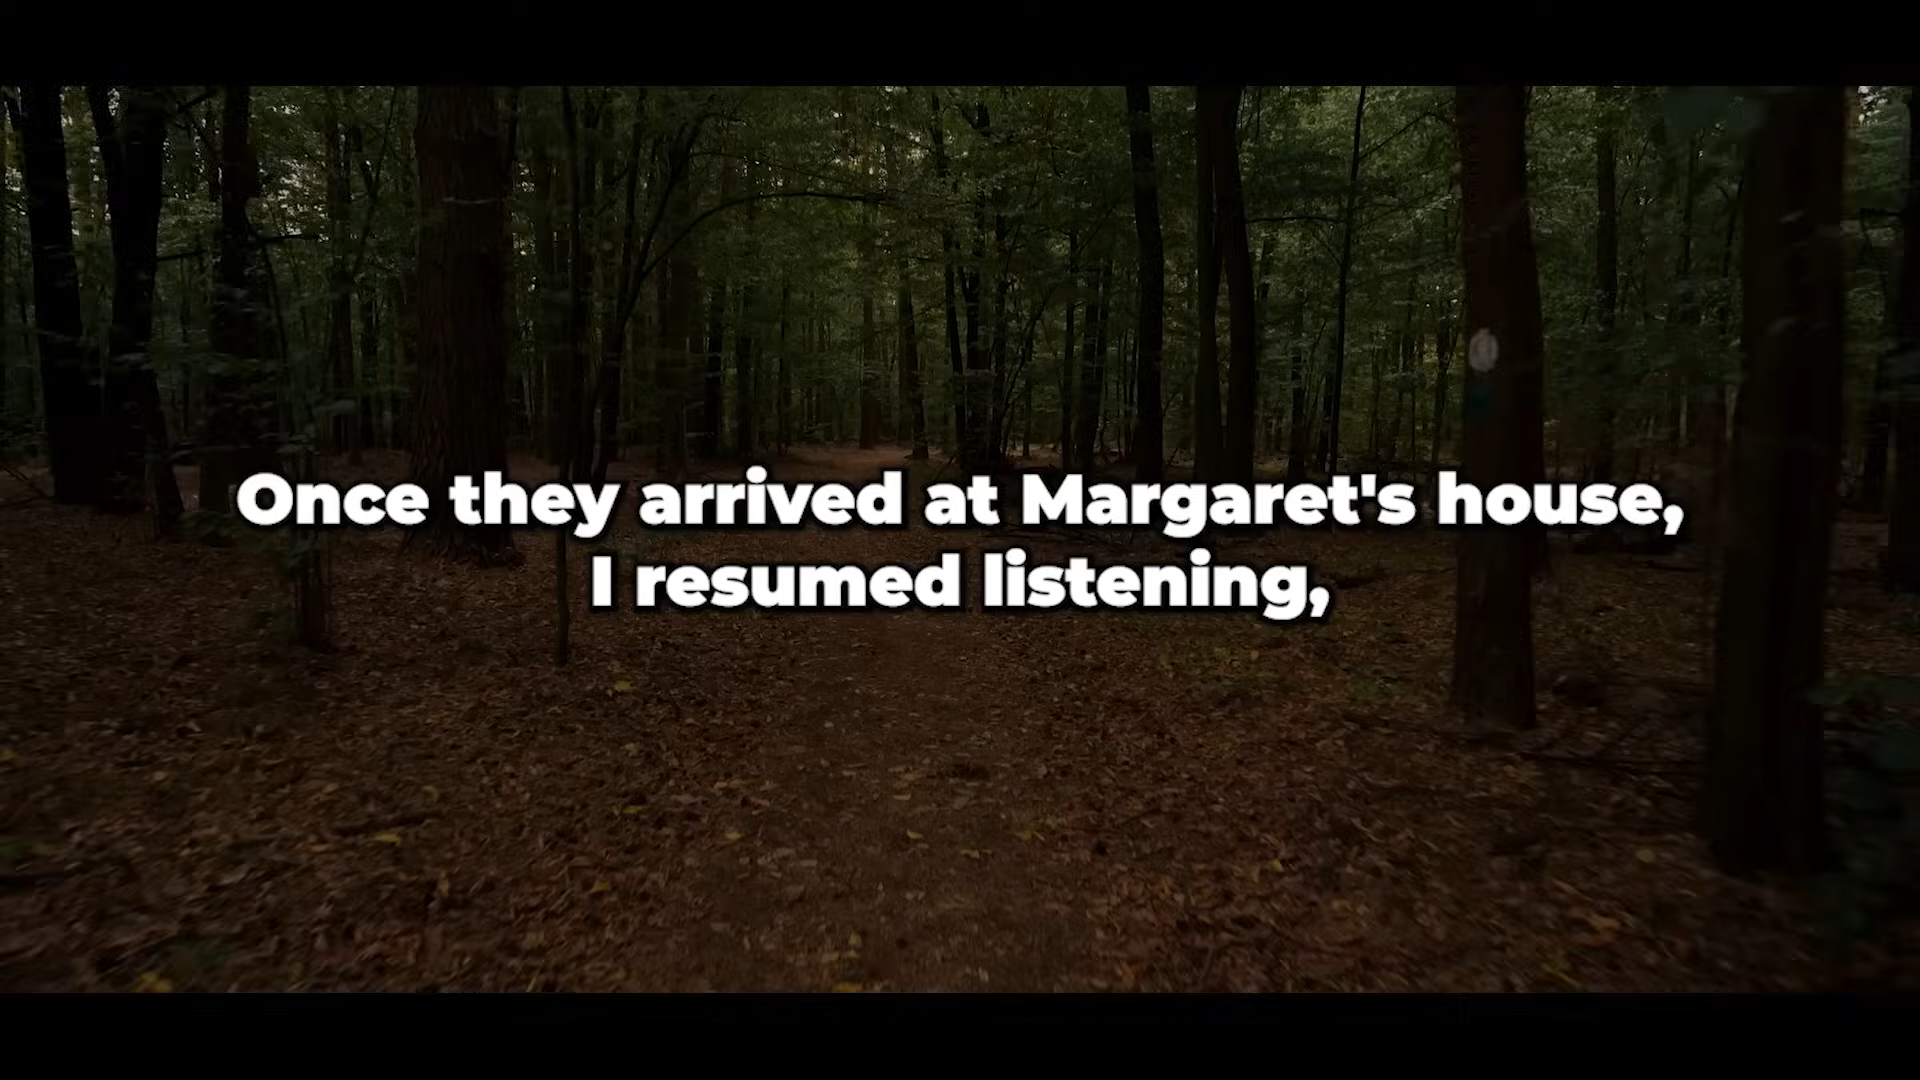 Once they arrived at Margaret's house,
I resumed listening,